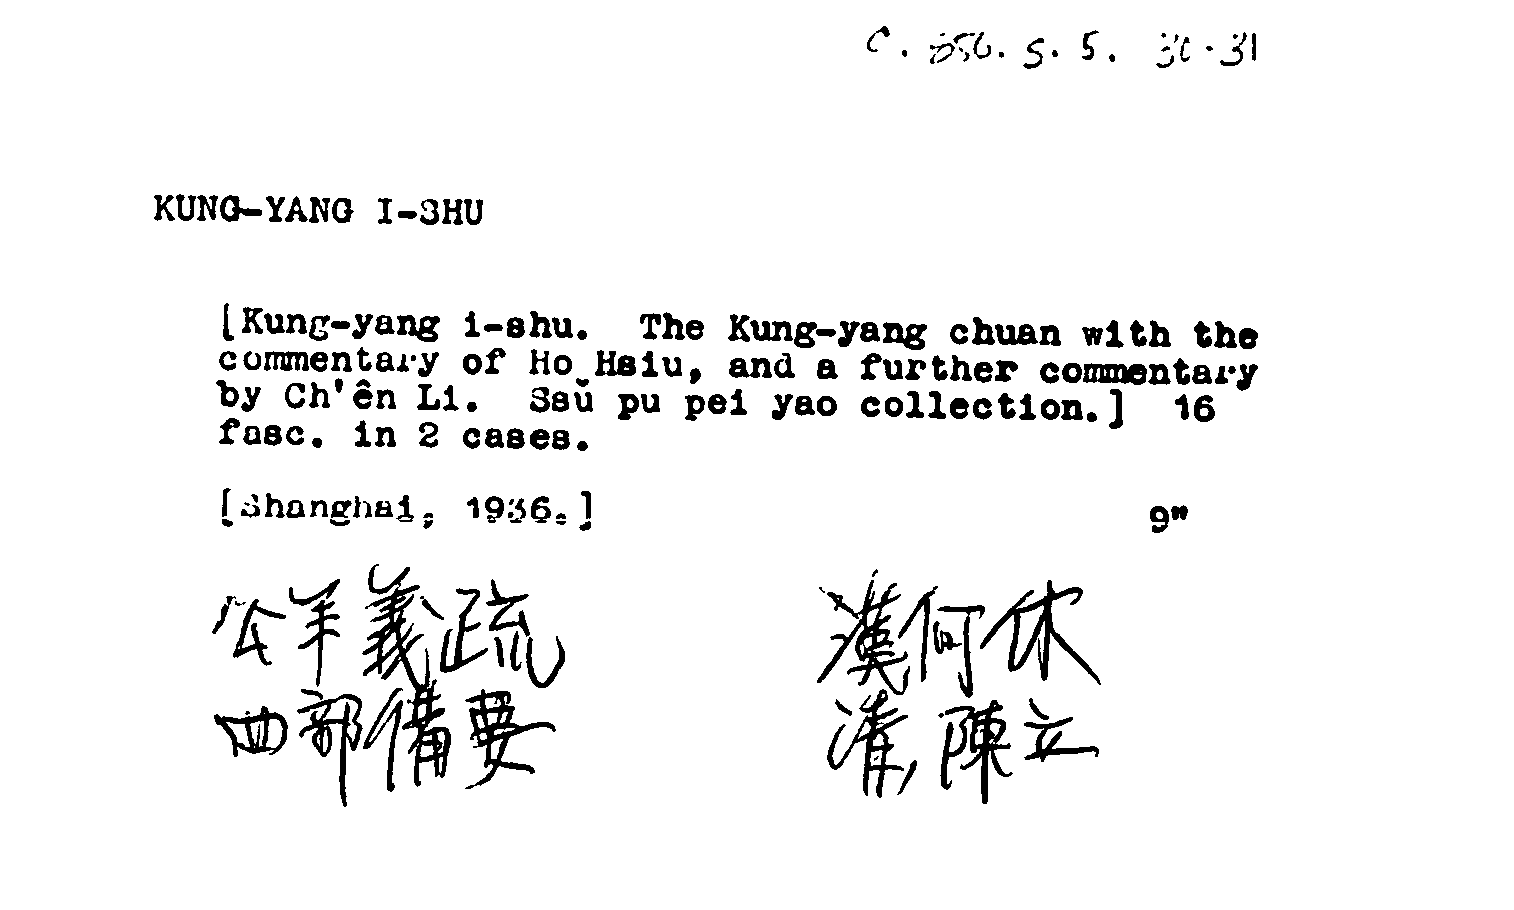 C. 856. s. 5. 30-31
KUNG-YANG I-SHU
[Kung-yang i-shu. The Kung-yang chuan with the
commentary of Ho Hsiu, and a further commentary
by Ch'ên Li. Ssŭ pu pei yao collection.] 16
fasc. in 2 cases.
[Shanghai, 1936.] 9"
公羊義疏 漢何休
四部備要 清,陳立